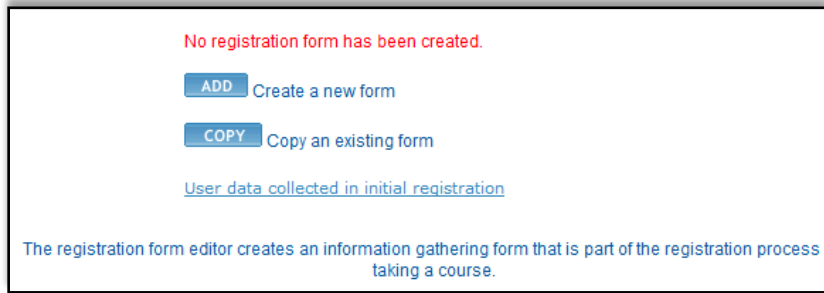 No registration form has been created.
ADD Create a new form
COPY Copy an existing form
User data collected in initial registration
The registration form editor creates an information gathering form that is part of the registration process
taking a course.